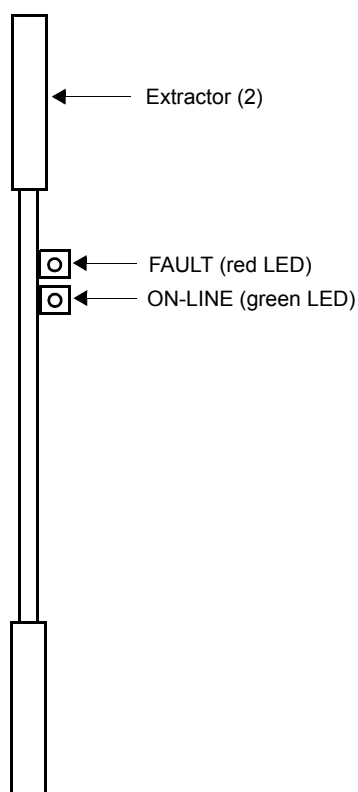 Extractor (2)
FAULT (red LED)
ON-LINE (green LED)